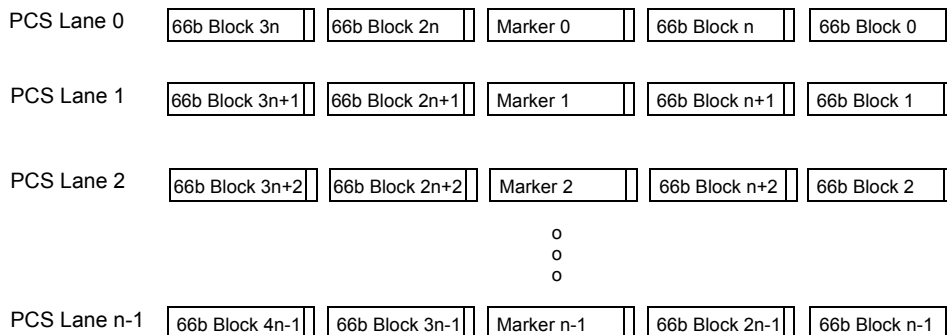 PCS Lane 0 66b Block 3n 66b Block 2n Marker 0 66b Block n 66b Block 0
PCS Lane 1 66b Block 3n+1 66b Block 2n+1 Marker 1 66b Block n+1 66b Block 1
PCS Lane 2 66b Block 3n+2 66b Block 2n+2 Marker 2 66b Block n+2 66b Block 2
o
o
o
PCS Lane n-1 66b Block 4n-1 66b Block 3n-1 Marker n-1 66b Block 2n-1 66b Block n-1